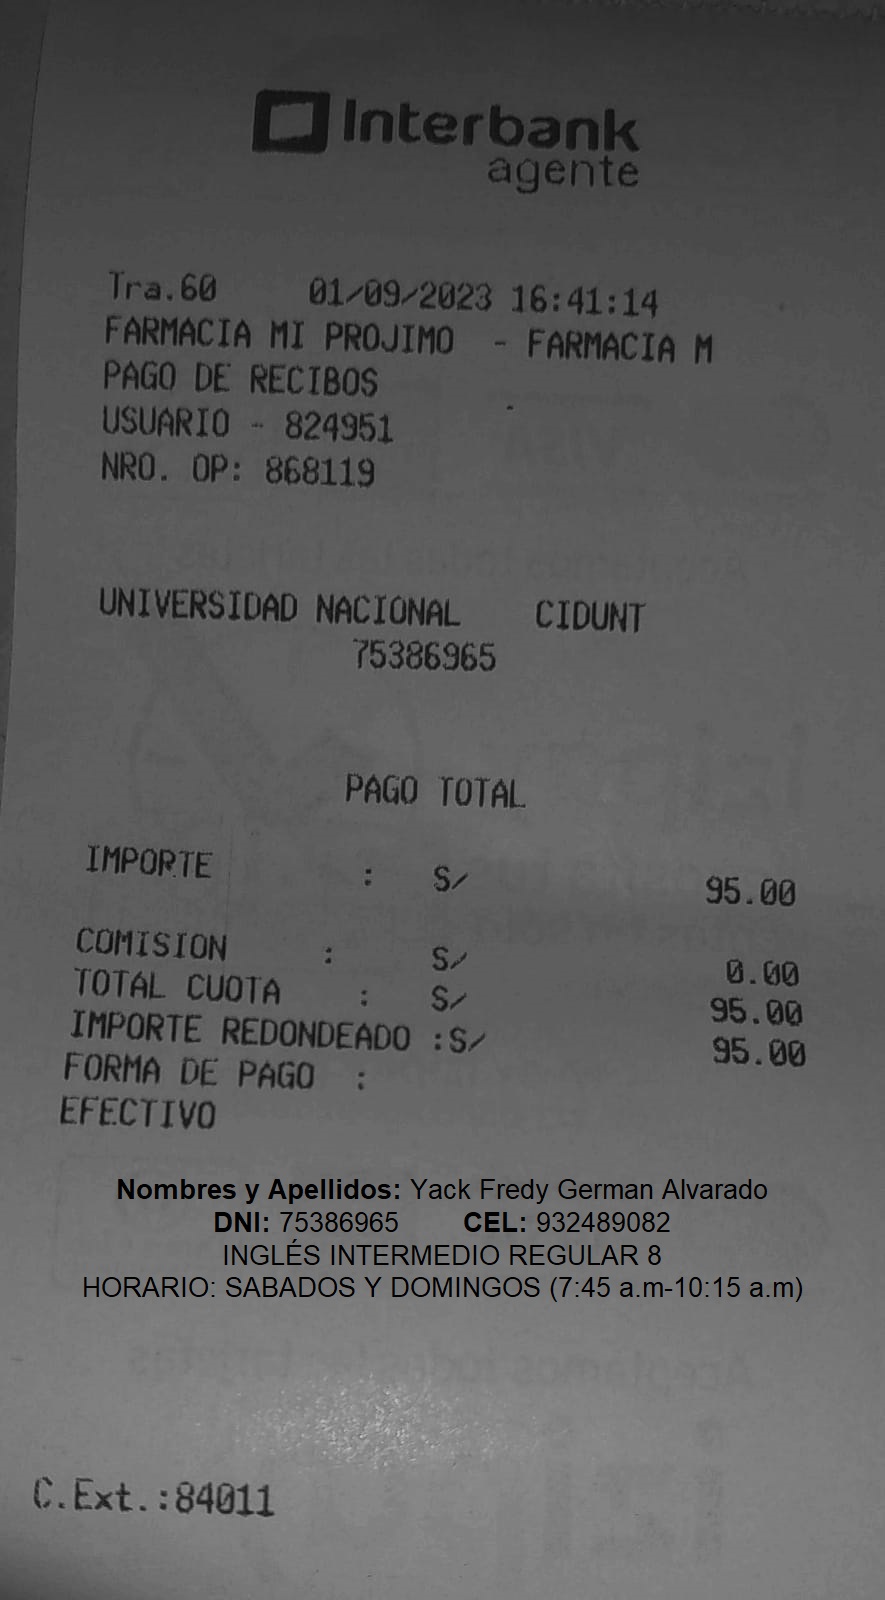 Interbank
agente
Tra.60 01/09/2023 16:41:14
FARMACIA MI PROJIMO - FARMACIA M
PAGO DE RECIBOS
USUARIO - 824951
NRO. OP: 868119
UNIVERSIDAD NACIONAL CIDUNT
75386965
PAGO TOTAL
IMPORTE : S/ 95.00
COMISION : S/ 0.00
TOTAL CUOTA : S/ 95.00
IMPORTE REDONDEADO :S/ 95.00
FORMA DE PAGO :
EFECTIVO
Nombres y Apellidos: Yack Fredy German Alvarado
DNI: 75386965 CEL: 932489082
INGLÉS INTERMEDIO REGULAR 8
HORARIO: SABADOS Y DOMINGOS (7:45 a.m-10:15 a.m)
C.Ext.:84011